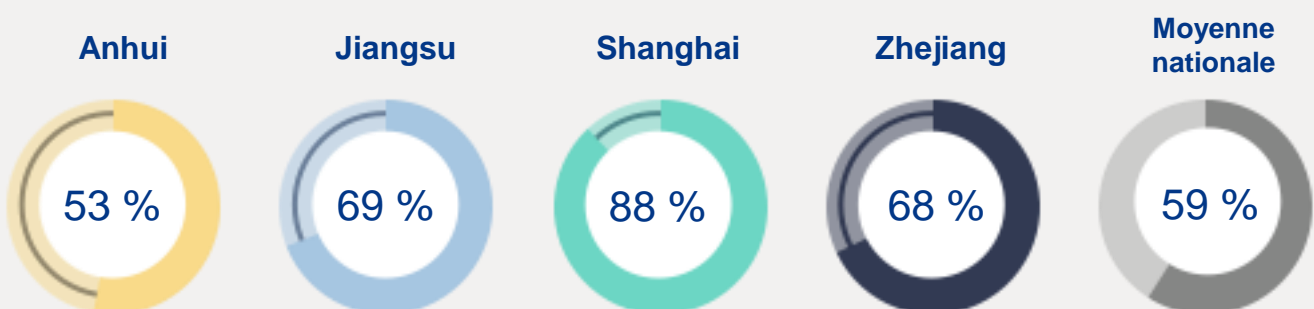 Anhui
Jiangsu
Shanghai
Zhejiang
Moyenne
nationale
53 %
69 %
88 %
68 %
59 %